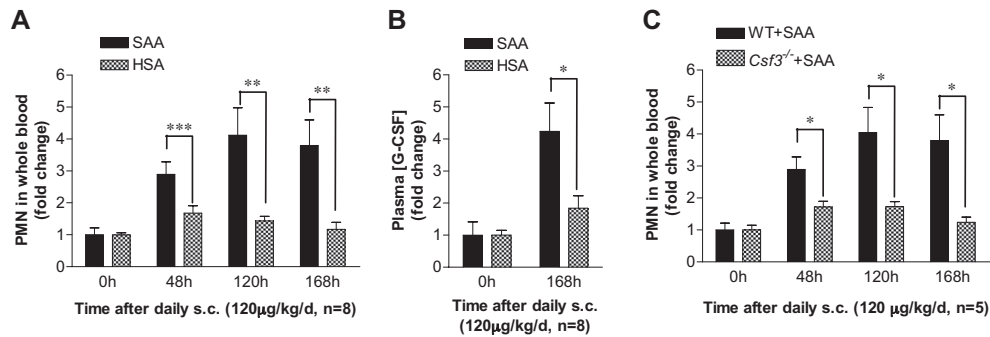 A
SAA
HSA
PMN in whole blood
(fold change)
6
5
4
3
2
1
0
***
**
**
0h 48h 120h 168h
Time after daily s.c. (120µg/kg/d, n=8)
B
SAA
HSA
Plasma [G-CSF]
(fold change)
6
5
4
3
2
1
0
*
0h 168h
Time after daily s.c.
(120µg/kg/d, n=8)
C
WT+SAA
Csf3-/-+SAA
PMN in whole blood
(fold change)
6
5
4
3
2
1
0
*
*
*
0h 48h 120h 168h
Time after daily s.c. (120 µg/kg/d, n=5)